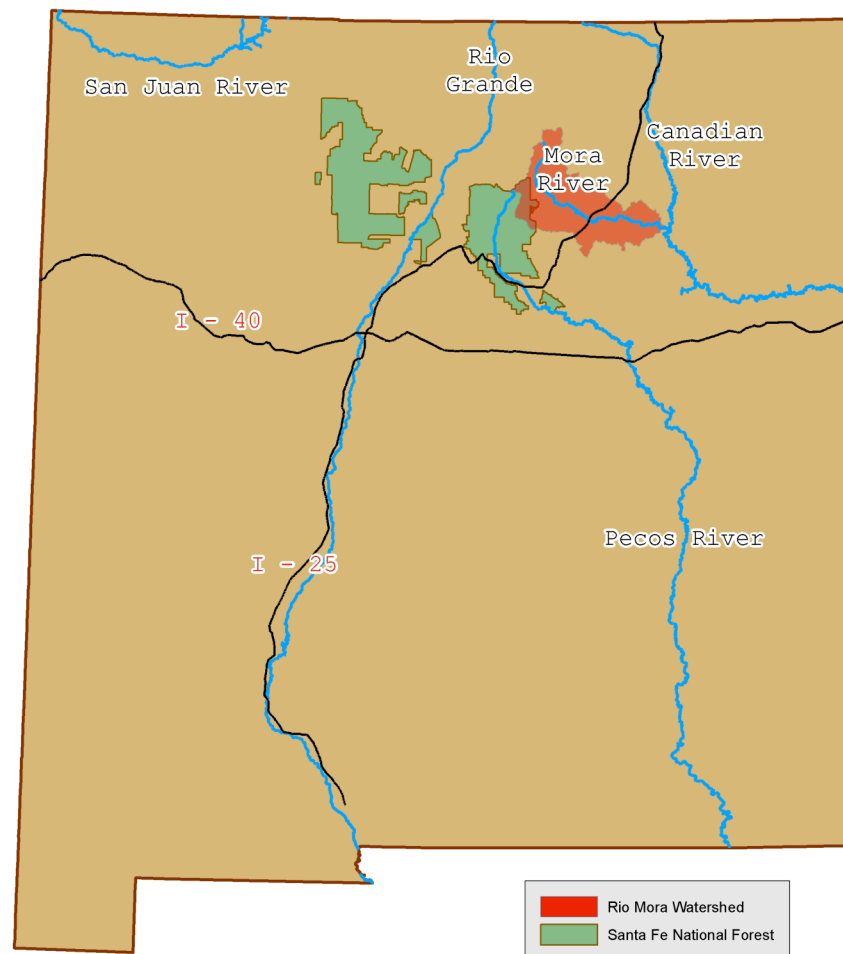 Rio
Grande
San Juan River
Canadian
River
Mora
River
I - 40
Pecos River
I - 25
Rio Mora Watershed
Santa Fe National Forest